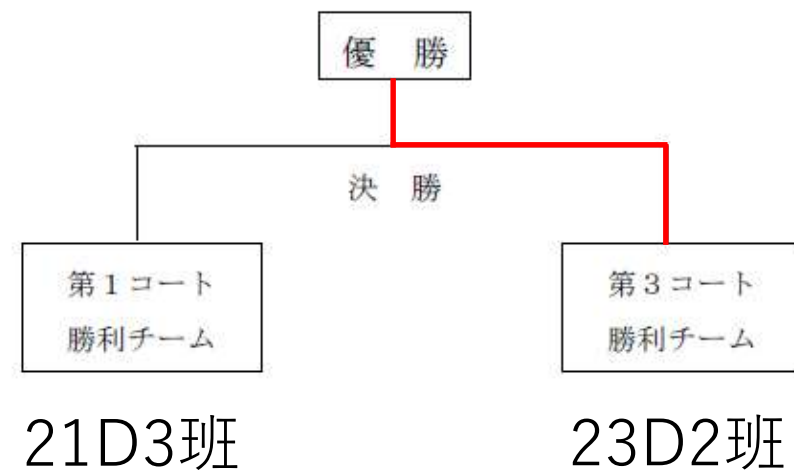 優　勝
決　勝
第１コート
勝利チーム
第３コート
勝利チーム
21D3班
23D2班